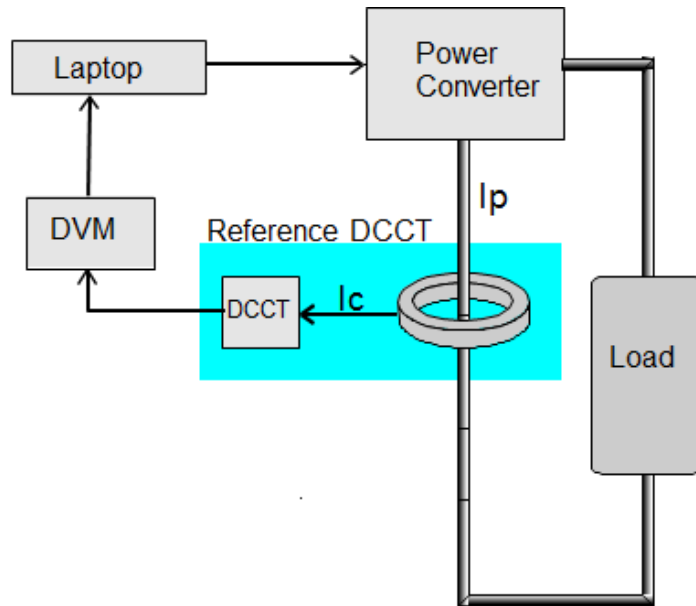 Laptop
Power
Converter
Ip
DVM
Reference DCCT
DCCT
Ic
Load